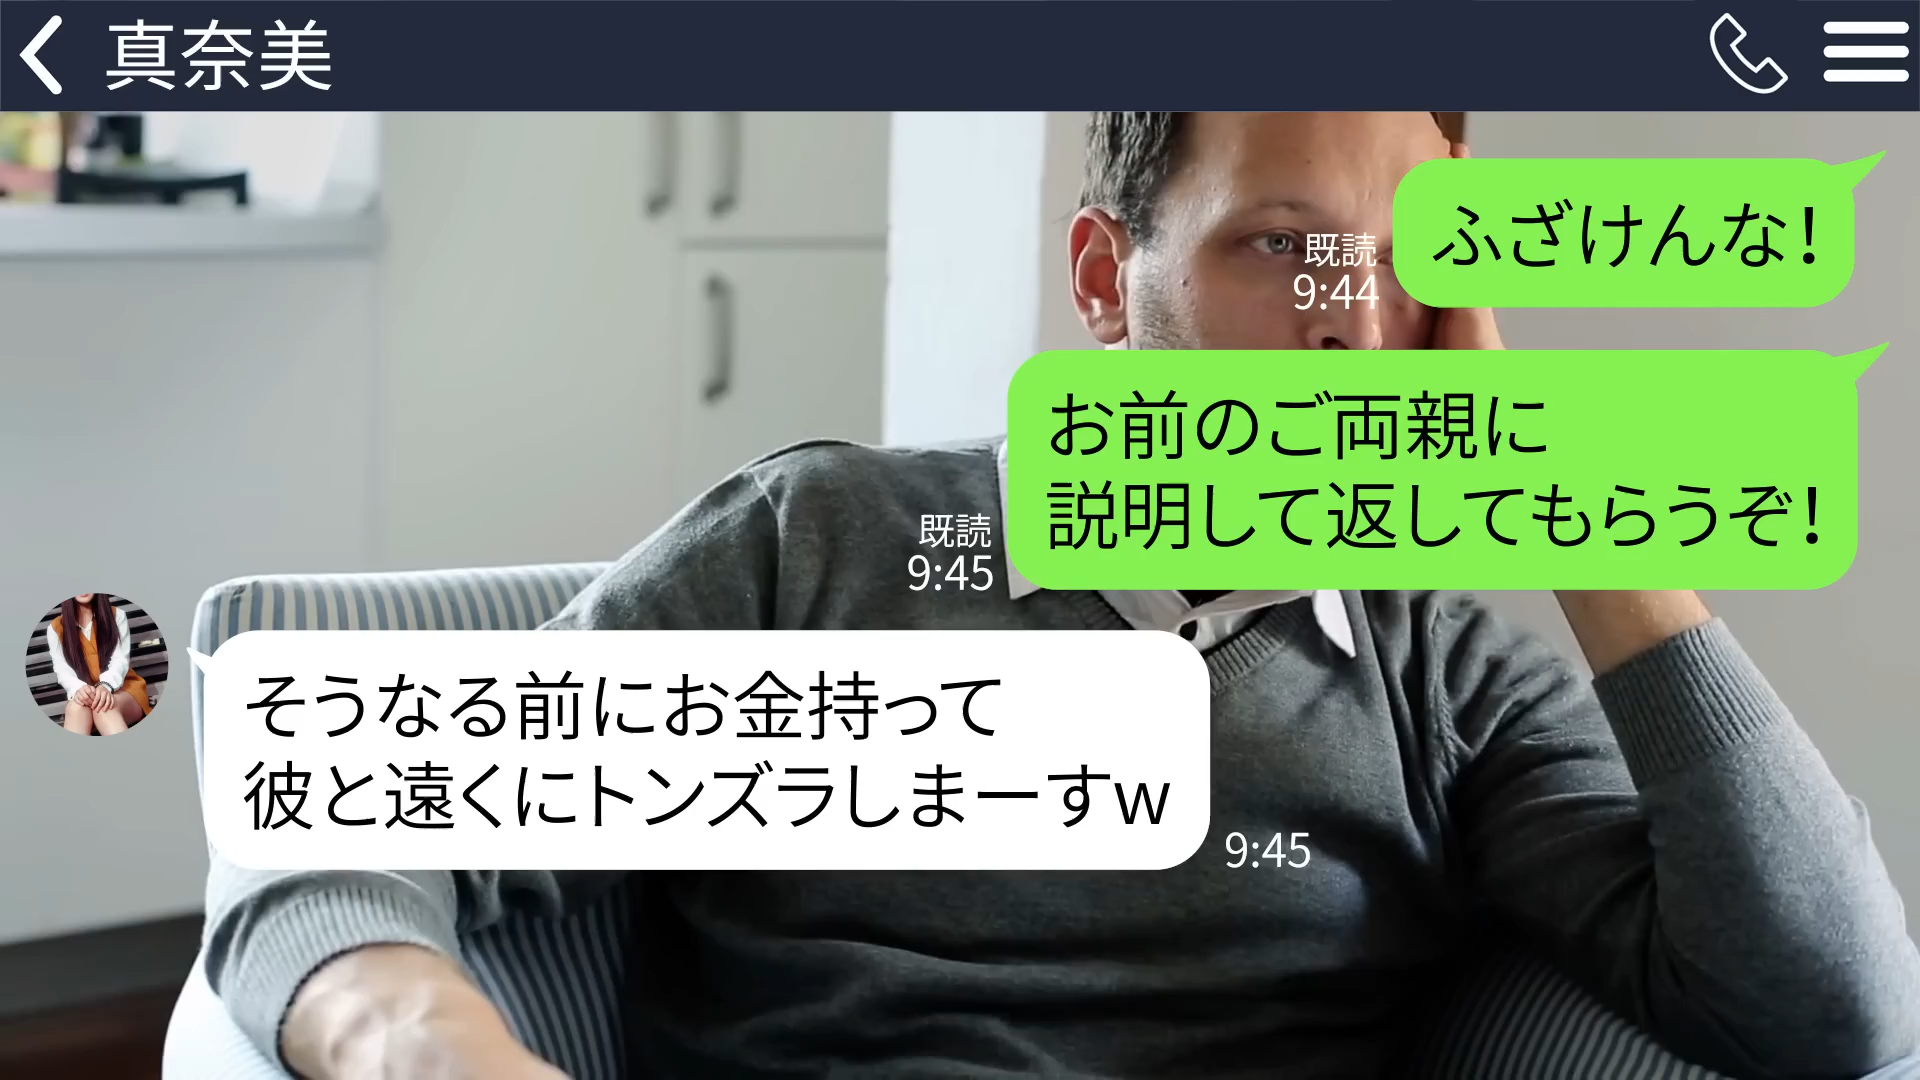 真奈美
ふざけんな!
既読
9:44
お前のご両親に
説明して返してもらうぞ!
既読
9:45
そうなる前にお金持って
彼と遠くにトンズラしまーすw
9:45